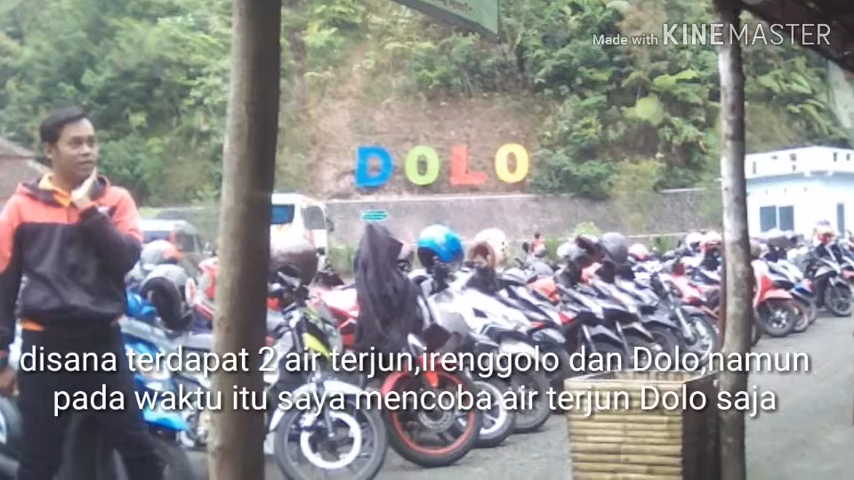 Made with KINEMASTER
DOLO
disana terdapat 2 air terjun,irenggolo dan Dolo,namun
pada waktu itu saya mencoba air terjun Dolo saja